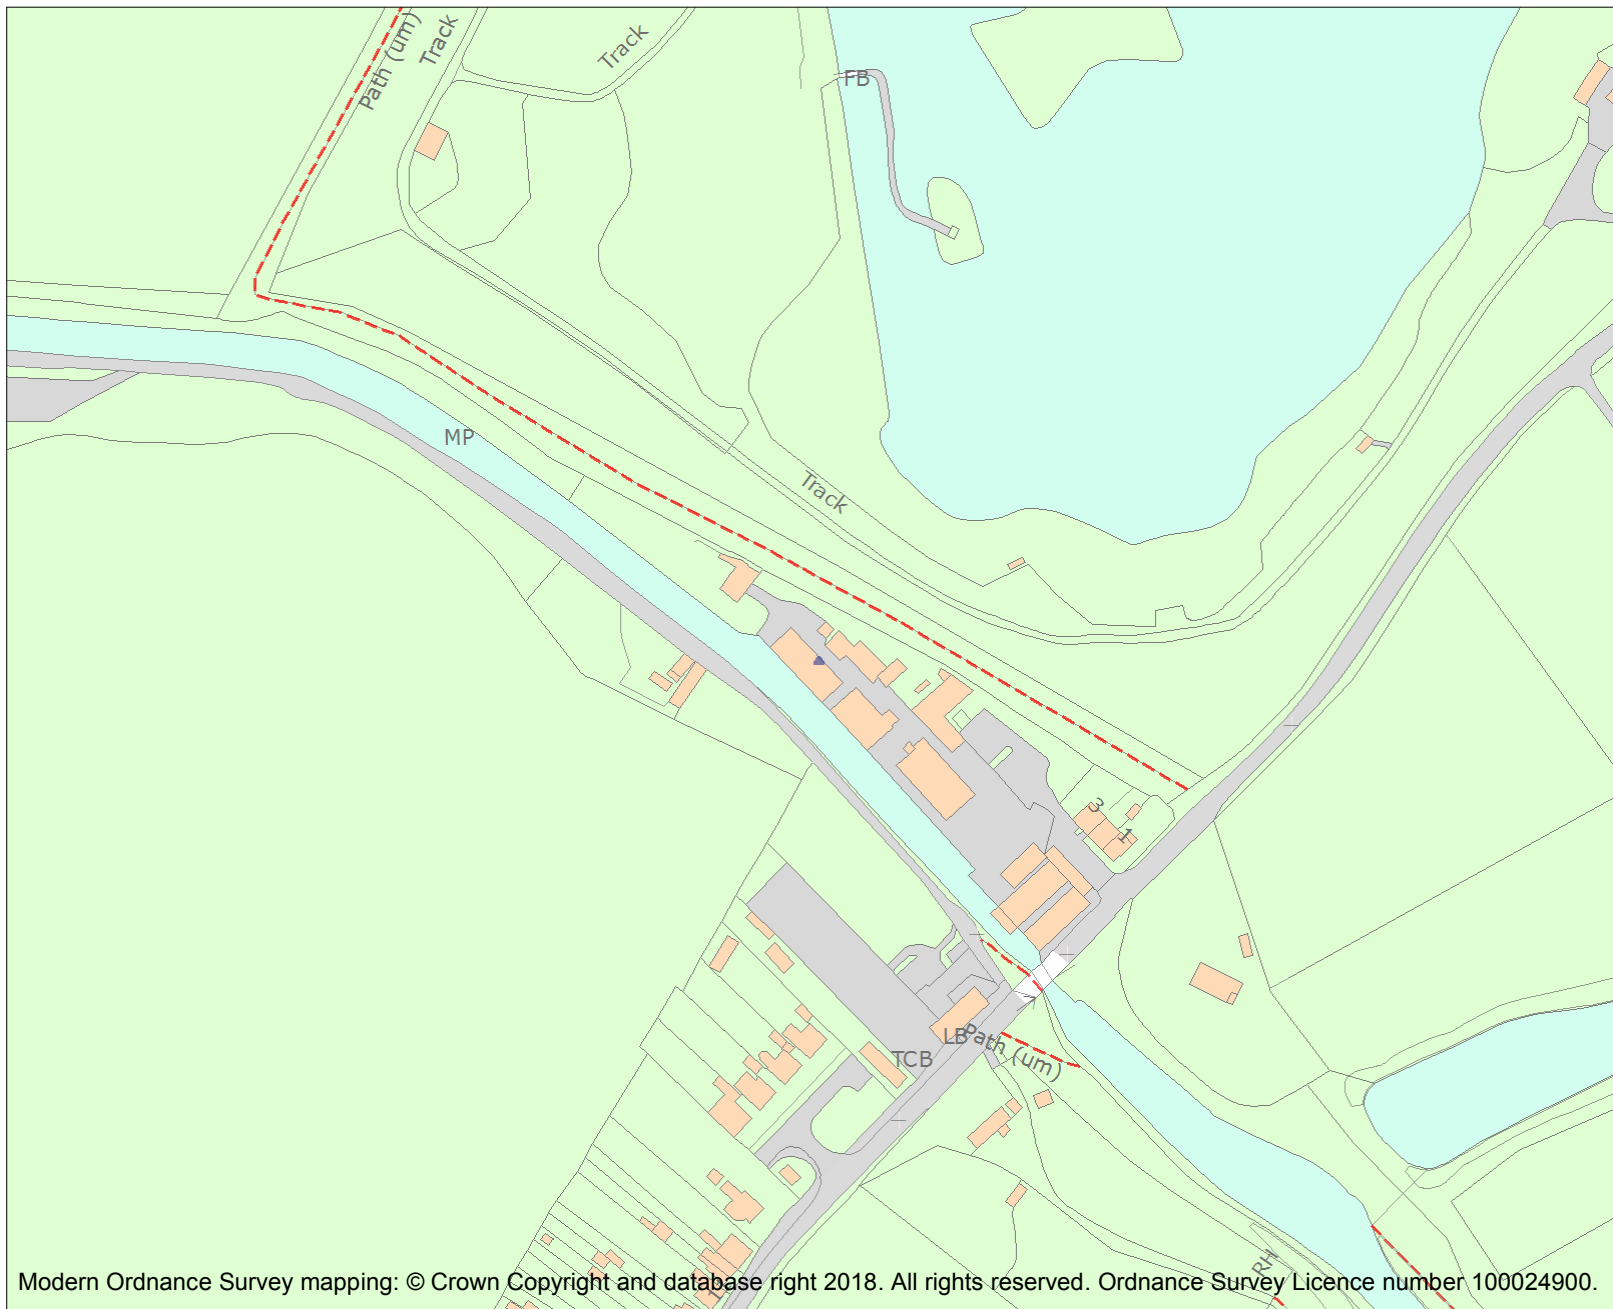 Path (um)
Track
Track
FB
MP
Track
3
1
LB
Path (um)
TCB
RH
Modern Ordnance Survey mapping: © Crown Copyright and database right 2018. All rights reserved. Ordnance Survey Licence number 100024900.